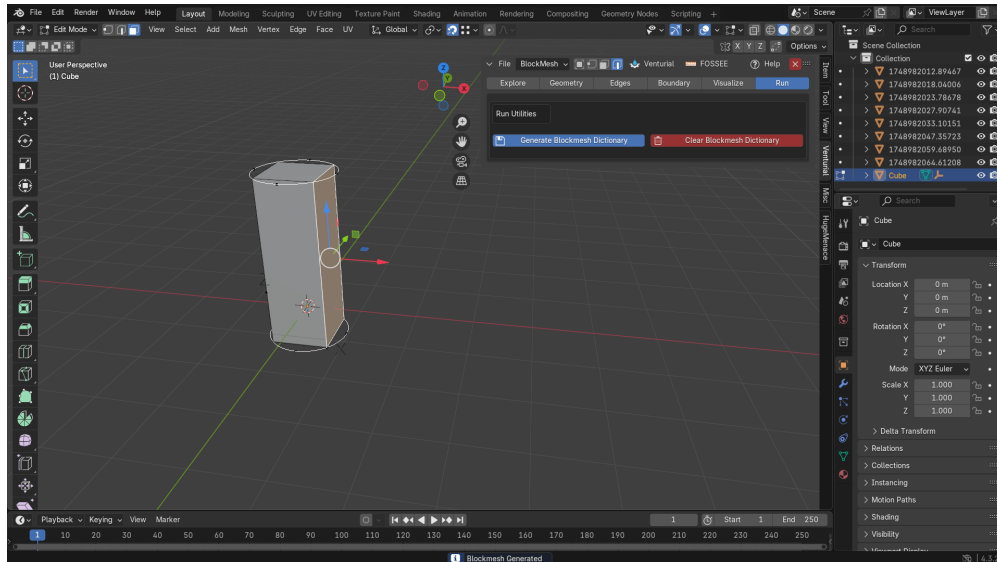 File Edit Render Window Help Layout Modeling Sculpting UV Editing Texture Paint Shading Animation Rendering Compositing Geometry Nodes Scripting + Scene ViewLayer
Edit Mode View Select Add Mesh Vertex Edge Face UV Global Search
X Y Z Options
User Perspective
(1) Cube
Z
Y
X
File BlockMesh Venturial FOSSEE Help
Explore Geometry Edges Boundary Visualize Run
Run Utilities
Generate Blockmesh Dictionary Clear Blockmesh Dictionary
Item
Tool
View
Venturial
Misc
HugeMenace
Scene Collection
Collection
1748982012.89467
1748982018.04006
1748982023.78678
1748982027.90741
1748982033.10151
1748982047.35723
1748982059.68950
1748982064.61208
Cube
Search
Cube
Cube
Transform
Location X 0 m
Y 0 m
Z 0 m
Rotation X 0°
Y 0°
Z 0°
Mode XYZ Euler
Scale X 1.000
Y 1.000
Z 1.000
Delta Transform
Relations
Collections
Instancing
Motion Paths
Shading
Visibility
Viewport Display
Playback Keying View Marker 1 Start 1 End 250
1 10 20 30 40 50 60 70 80 90 100 110 120 130 140 150 160 170 180 190 200 210 220 230 240 250
Blockmesh Generated